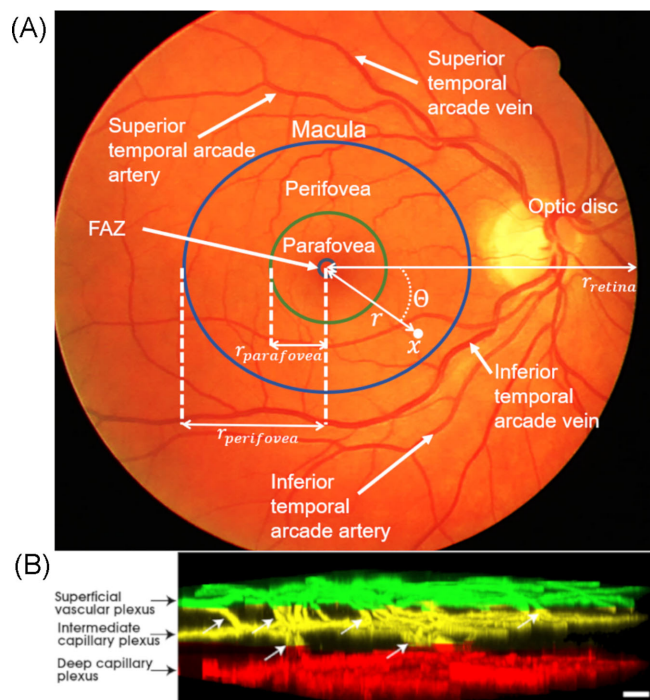 (A)
Superior
temporal
arcade vein
Superior
temporal arcade
artery
Macula
Perifovea
Optic disc
FAZ
Parafovea
r_retina
Θ
r
x
r_parafovea
Inferior
temporal
arcade vein
r_perifovea
Inferior
temporal
arcade artery
(B)
Superficial
vascular plexus
Intermediate
capillary plexus
Deep capillary
plexus